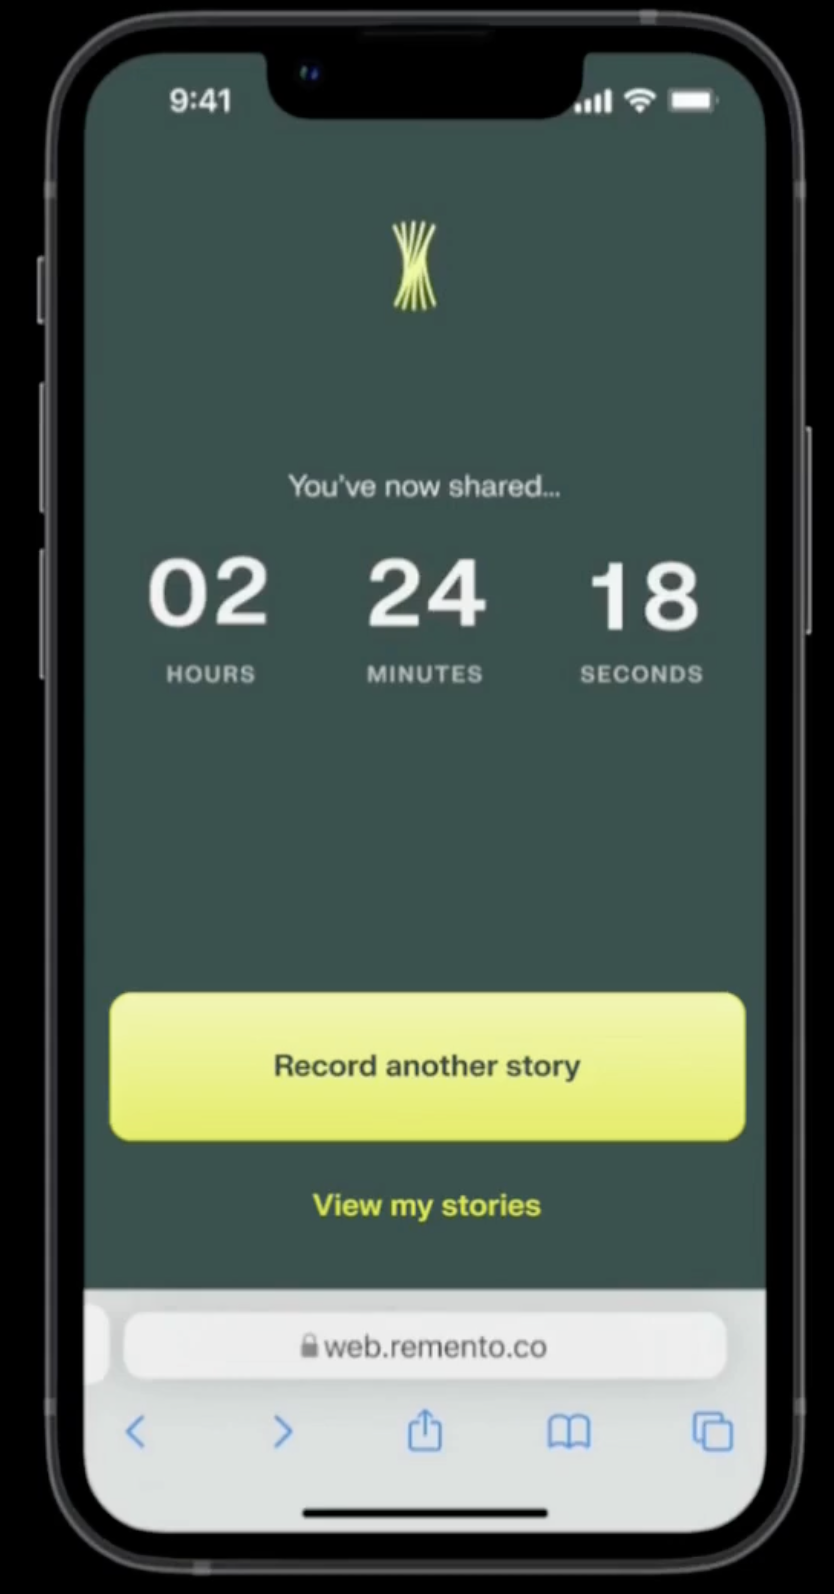 9:41
You've now shared...
02 24 18
HOURS MINUTES SECONDS
Record another story
View my stories
web.remento.co